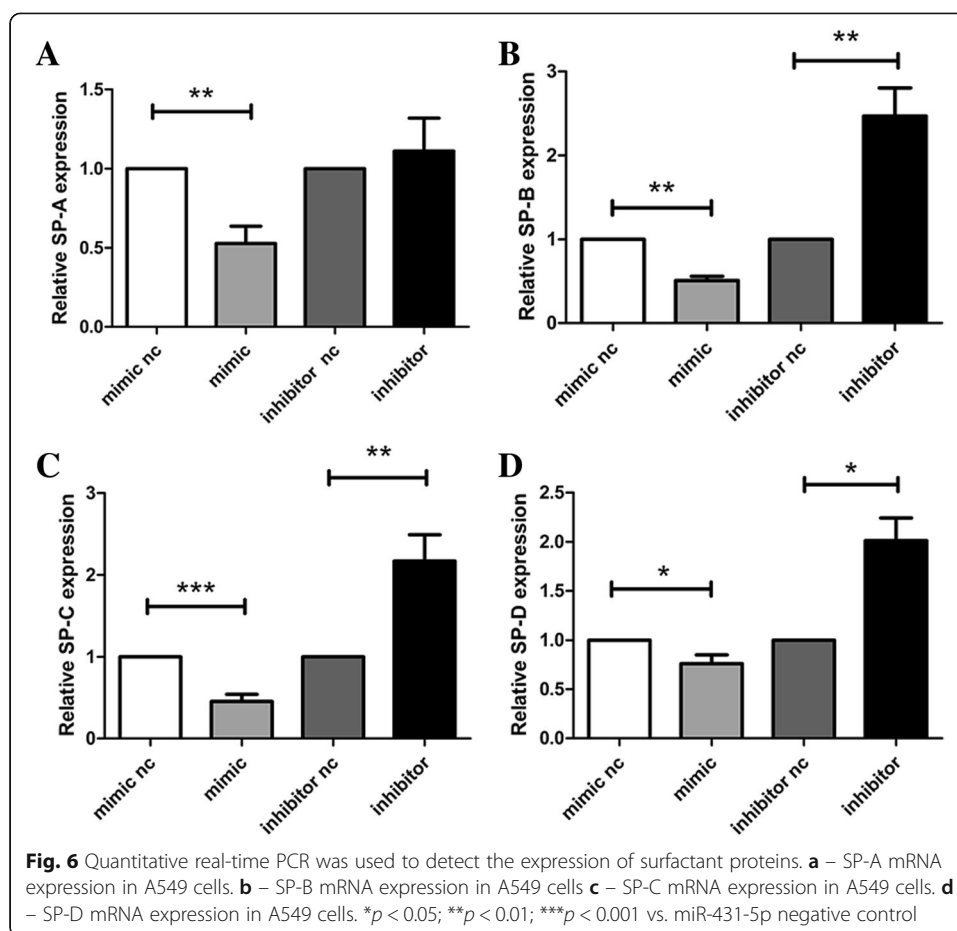 A
Relative SP-A expression
1.5
1.0
0.5
0.0
**
mimic nc
mimic
inhibitor nc
inhibitor
B
Relative SP-B expression
3
2
1
0
**
**
mimic nc
mimic
inhibitor nc
inhibitor
C
Relative SP-C expression
3
2
1
0
***
**
mimic nc
mimic
inhibitor nc
inhibitor
D
Relative SP-D expression
2.5
2.0
1.5
1.0
0.5
0.0
*
*
mimic nc
mimic
inhibitor nc
inhibitor
Fig. 6 Quantitative real-time PCR was used to detect the expression of surfactant proteins. a – SP-A mRNA
expression in A549 cells. b – SP-B mRNA expression in A549 cells c – SP-C mRNA expression in A549 cells. d
– SP-D mRNA expression in A549 cells. *p < 0.05; **p < 0.01; ***p < 0.001 vs. miR-431-5p negative control